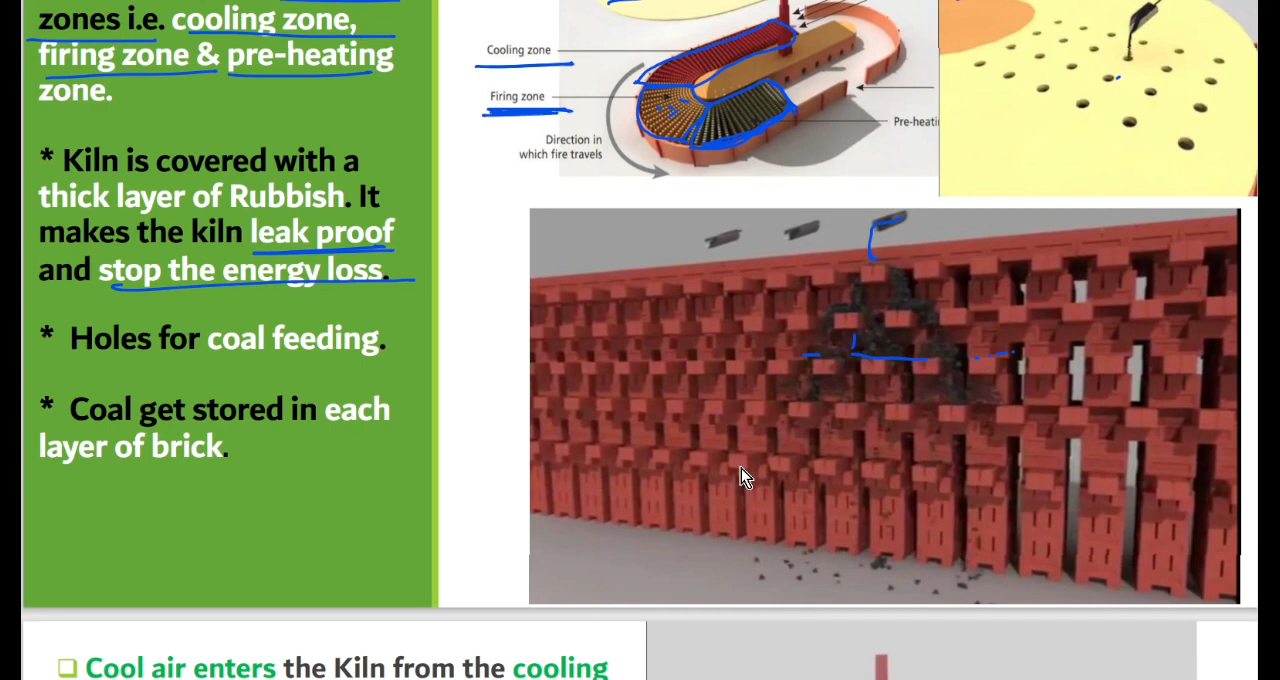 zones i.e. cooling zone,
firing zone & pre-heating
zone.
* Kiln is covered with a
thick layer of Rubbish. It
makes the kiln leak proof
and stop the energy loss.
* Holes for coal feeding.
* Coal get stored in each
layer of brick.
Cooling zone
Firing zone
Direction in
which fire travels
Pre-heati
Cool air enters the Kiln from the cooling